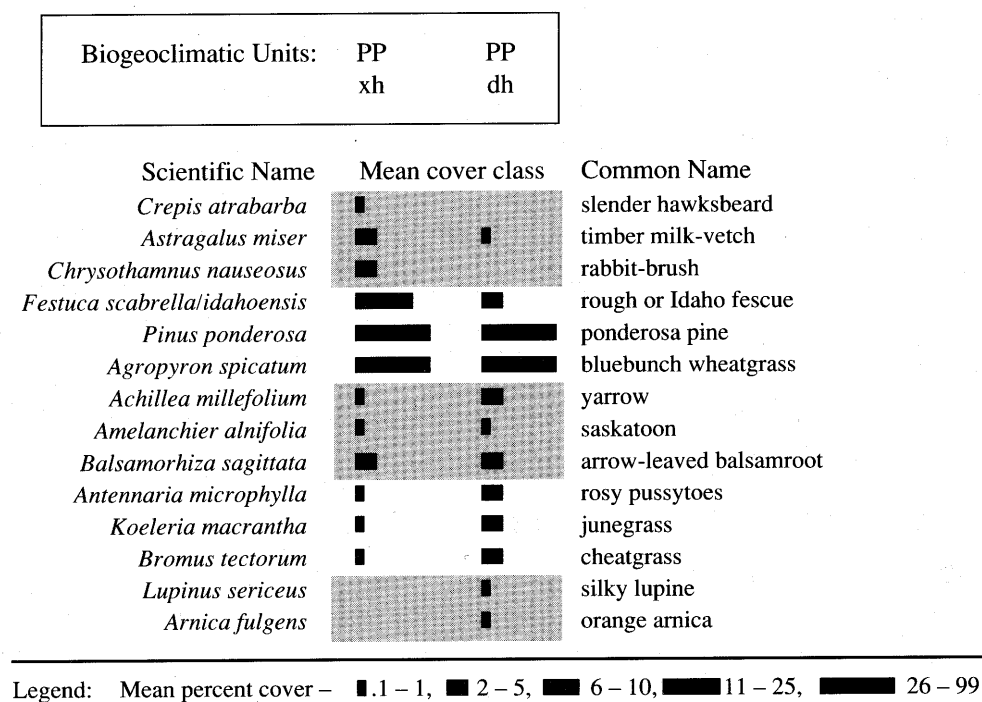 Biogeoclimatic Units: PP PP
xh dh
Scientific Name Mean cover class Common Name
Crepis atrabarba slender hawksbeard
Astragalus miser timber milk-vetch
Chrysothamnus nauseosus rabbit-brush
Festuca scabrella/idahoensis rough or Idaho fescue
Pinus ponderosa ponderosa pine
Agropyron spicatum bluebunch wheatgrass
Achillea millefolium yarrow
Amelanchier alnifolia saskatoon
Balsamorhiza sagittata arrow-leaved balsamroot
Antennaria microphylla rosy pussytoes
Koeleria macrantha junegrass
Bromus tectorum cheatgrass
Lupinus sericeus silky lupine
Arnica fulgens orange arnica
Legend: Mean percent cover – .1 – 1, 2 – 5, 6 – 10, 11 – 25, 26 – 99